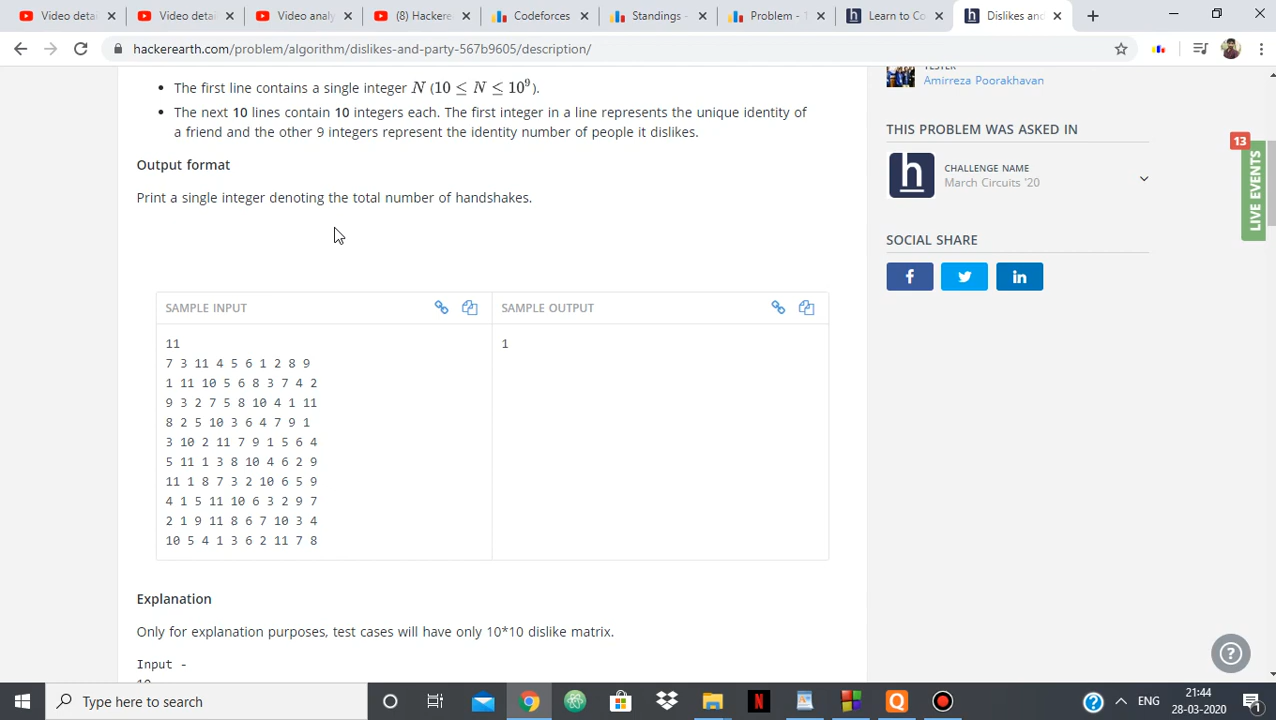 Video detai
Video detai
Video analy
(8) Hackere
Codeforces
Standings -
Problem - 1
Learn to Co
Dislikes and
hackerearth.com/problem/algorithm/dislikes-and-party-567b9605/description/
The first line contains a single integer N (10 ≤ N ≤ 10⁹).
The next 10 lines contain 10 integers each. The first integer in a line represents the unique identity of
a friend and the other 9 integers represent the identity number of people it dislikes.
Output format
Print a single integer denoting the total number of handshakes.
SAMPLE INPUT
11
7 3 11 4 5 6 1 2 8 9
1 11 10 5 6 8 3 7 4 2
9 3 2 7 5 8 10 4 1 11
8 2 5 10 3 6 4 7 9 1
3 10 2 11 7 9 1 5 6 4
5 11 1 3 8 10 4 6 2 9
11 1 8 7 3 2 10 6 5 9
4 1 5 11 10 6 3 2 9 7
2 1 9 11 8 6 7 10 3 4
10 5 4 1 3 6 2 11 7 8
SAMPLE OUTPUT
1
Explanation
Only for explanation purposes, test cases will have only 10*10 dislike matrix.
Input -
10
TESTER
Amirreza Poorakhavan
THIS PROBLEM WAS ASKED IN
h
CHALLENGE NAME
March Circuits '20
SOCIAL SHARE
13
LIVE EVENTS
Type here to search
ENG
21:44
28-03-2020